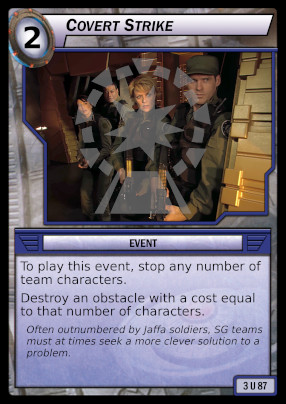 2
COVERT STRIKE
EVENT
To play this event, stop any number of
team characters.
Destroy an obstacle with a cost equal
to that number of characters.
Often outnumbered by Jaffa soldiers, SG teams
must at times seek a more clever solution to a
problem.
3 U 87